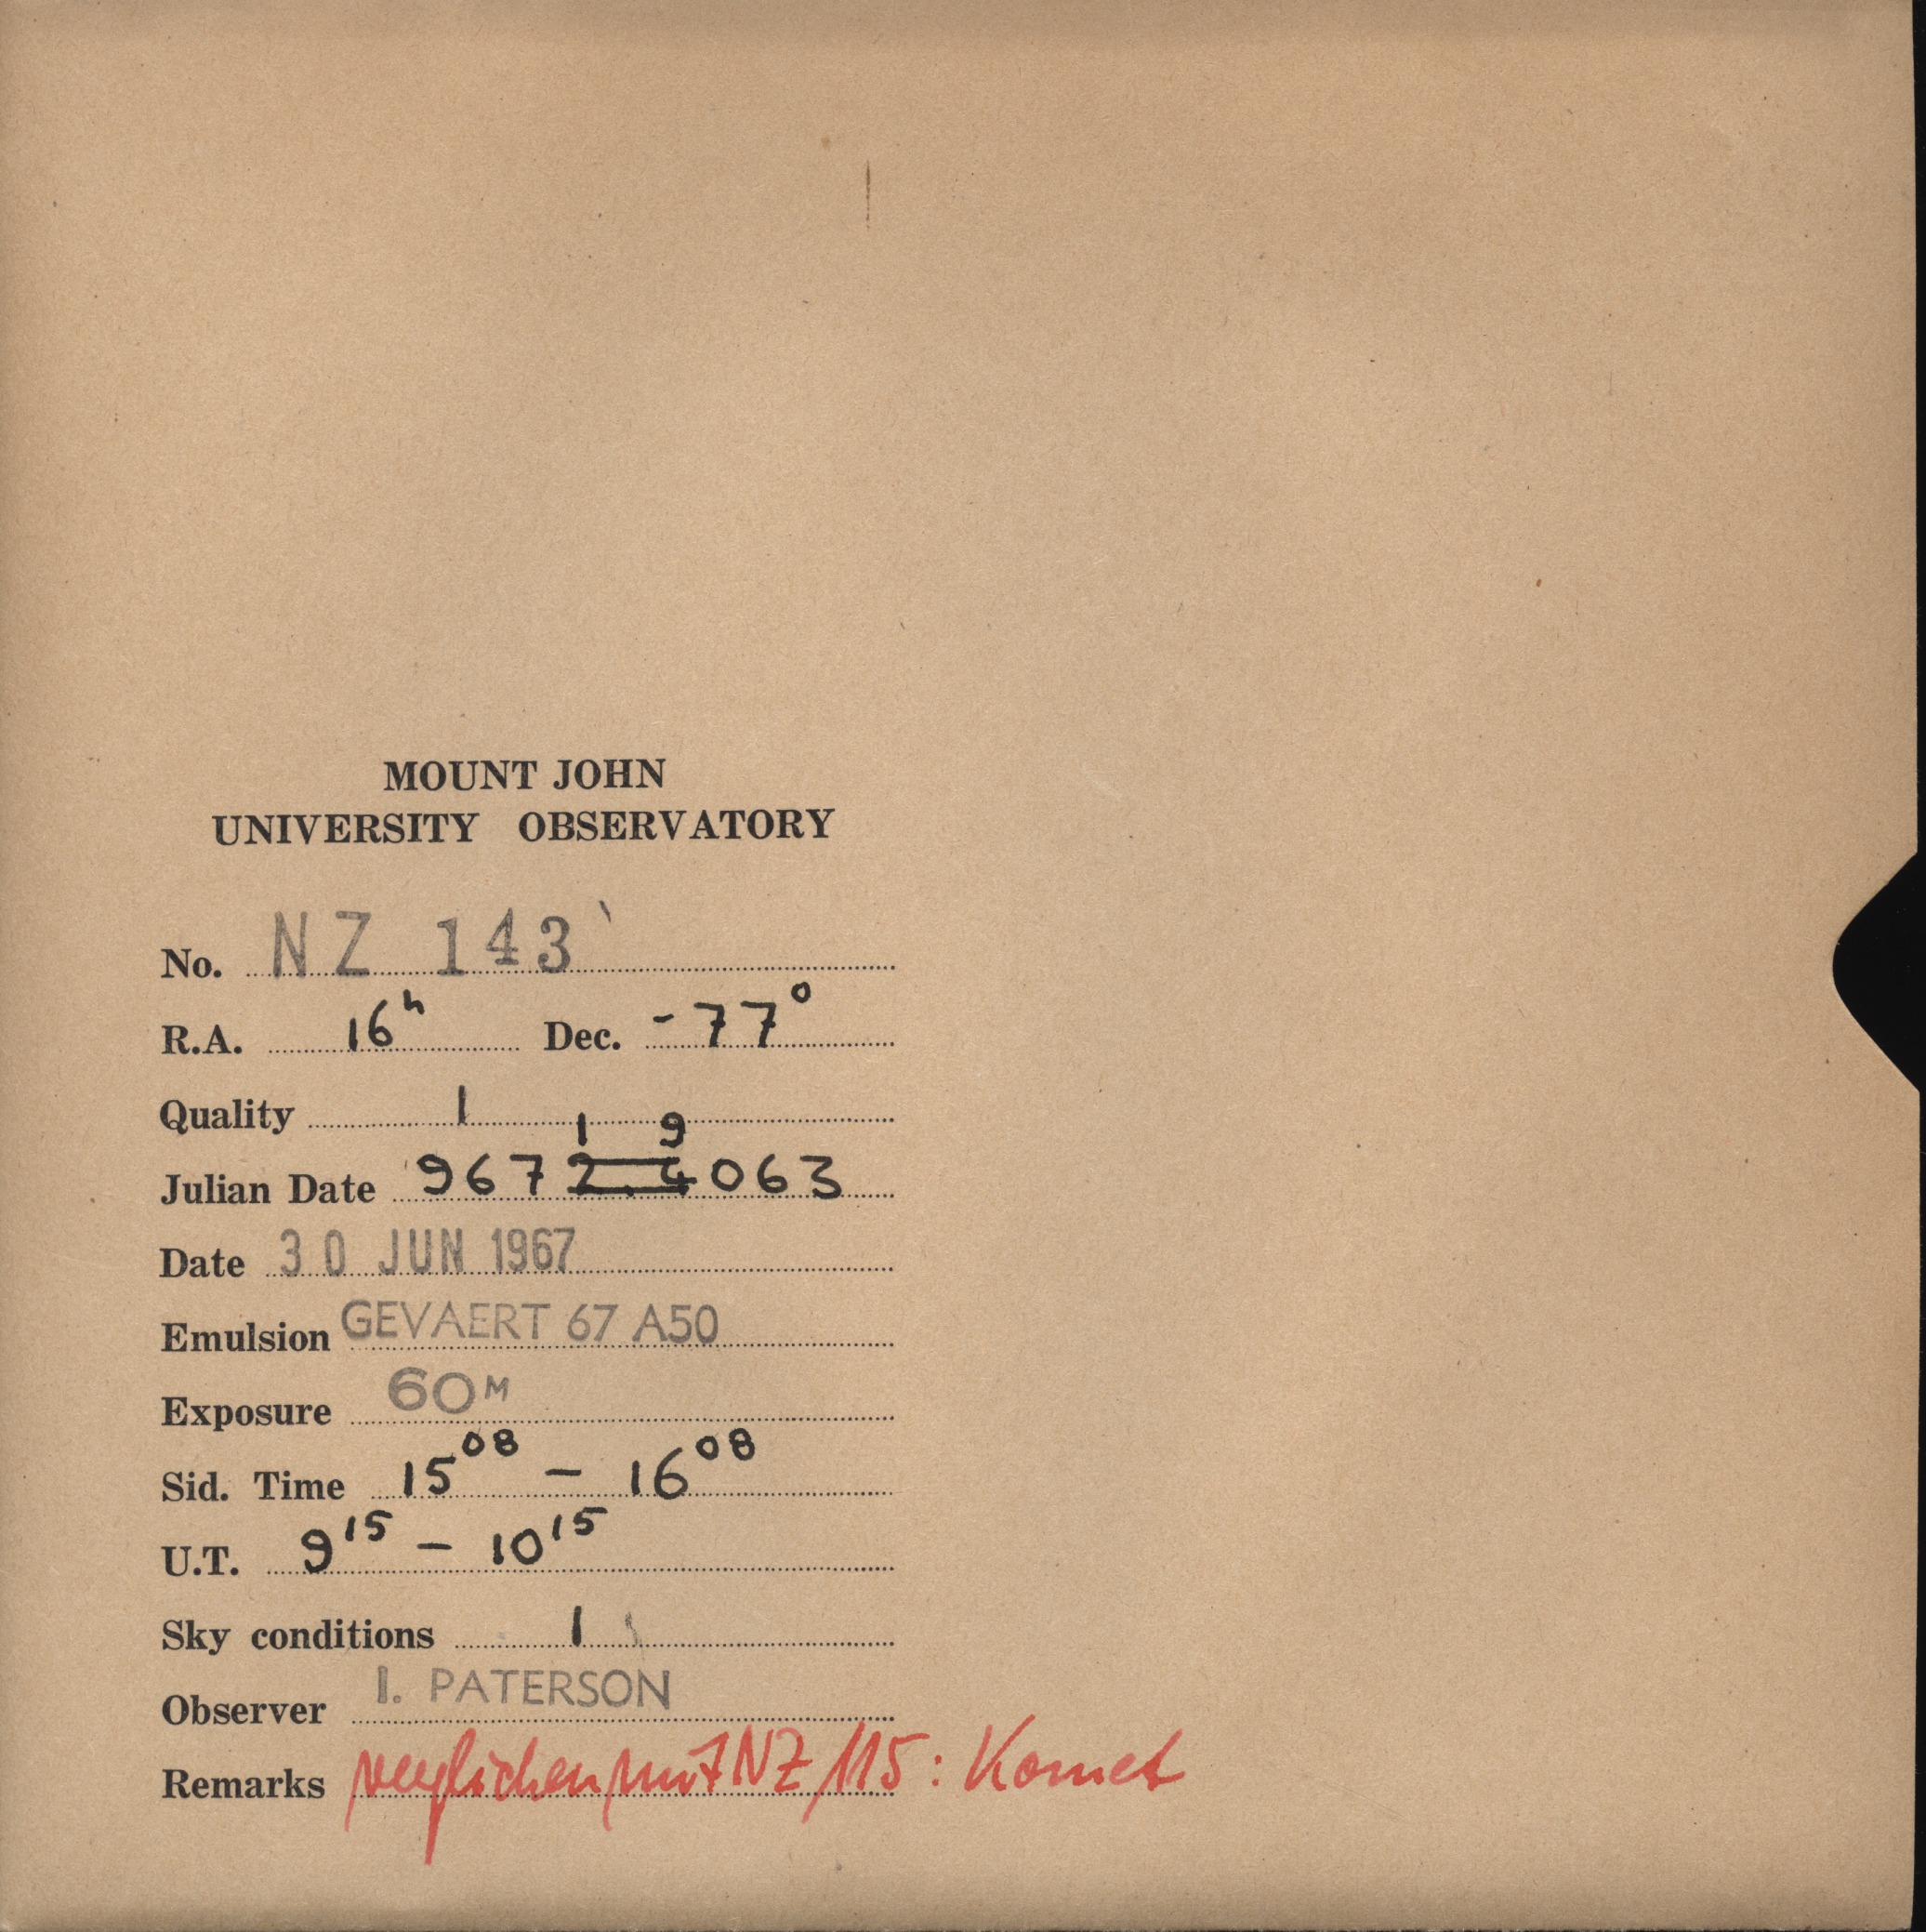 MOUNT JOHN
UNIVERSITY OBSERVATORY
No. NZ 143
R.A. 16h Dec. -77°
Quality 1
1 9
Julian Date 9672.4063
Date 30 JUN 1967
Emulsion GEVAERT 67 A50
Exposure 60M
Sid. Time 15 08 – 16 08
U.T. 9 15 – 10 15
Sky conditions 1
Observer I. PATERSON
Remarks verglichen mit NZ 115: Komet